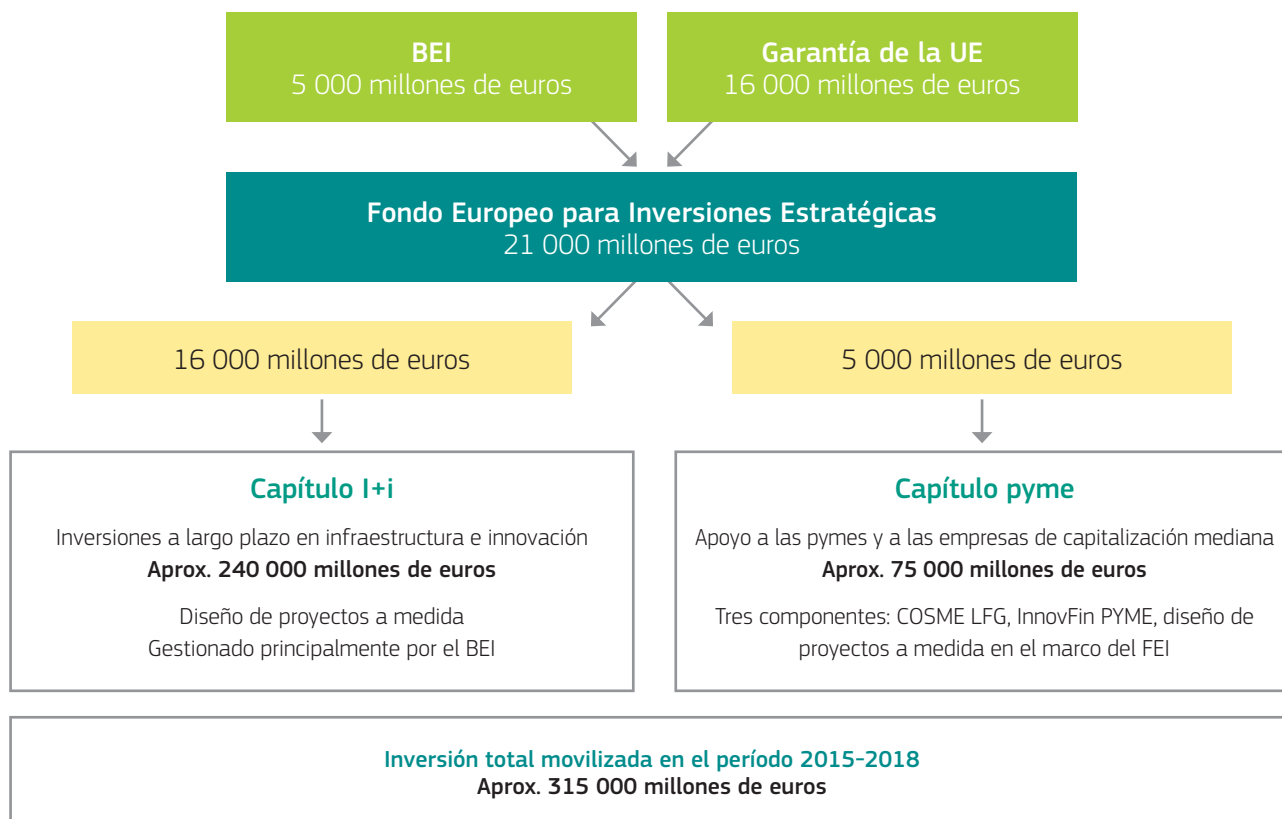 BEI
5 000 millones de euros
Garantía de la UE
16 000 millones de euros
Fondo Europeo para Inversiones Estratégicas
21 000 millones de euros
16 000 millones de euros
5 000 millones de euros
Capítulo I+i
Inversiones a largo plazo en infraestructura e innovación
Aprox. 240 000 millones de euros
Diseño de proyectos a medida
Gestionado principalmente por el BEI
Capítulo pyme
Apoyo a las pymes y a las empresas de capitalización mediana
Aprox. 75 000 millones de euros
Tres componentes: COSME LFG, InnovFin PYME, diseño de
proyectos a medida en el marco del FEI
Inversión total movilizada en el período 2015-2018
Aprox. 315 000 millones de euros